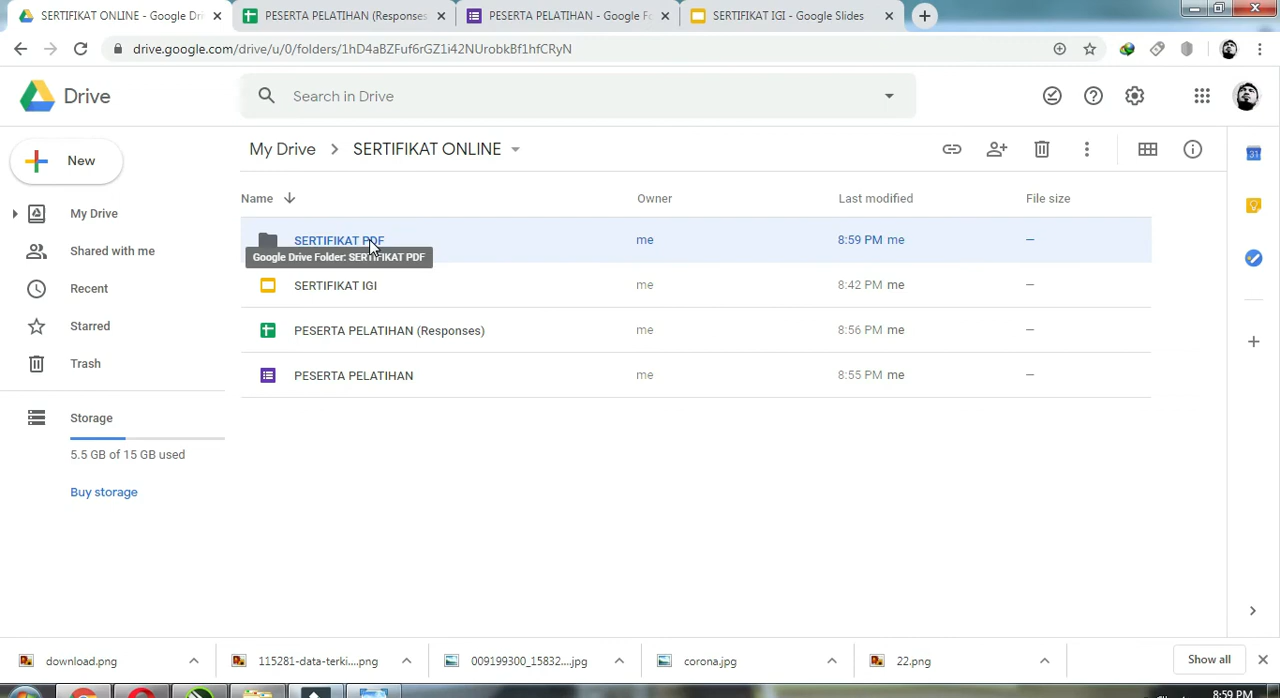 SERTIFIKAT ONLINE - Google Dri
PESERTA PELATIHAN (Responses
PESERTA PELATIHAN - Google Fo
SERTIFIKAT IGI - Google Slides
drive.google.com/drive/u/0/folders/1hD4aBZFuf6rGZ1i42NUrobkBf1hfCRyN
Drive
Search in Drive
New
My Drive
SERTIFIKAT ONLINE
31
Name
Owner
Last modified
File size
My Drive
SERTIFIKAT PDF
me
8:59 PM me
–
Google Drive Folder: SERTIFIKAT PDF
Shared with me
SERTIFIKAT IGI
me
8:42 PM me
–
Recent
Starred
PESERTA PELATIHAN (Responses)
me
8:56 PM me
–
Trash
PESERTA PELATIHAN
me
8:55 PM me
–
Storage
5.5 GB of 15 GB used
Buy storage
download.png
115281-data-terki....png
009199300_15832....jpg
corona.jpg
22.png
Show all
8:59 PM